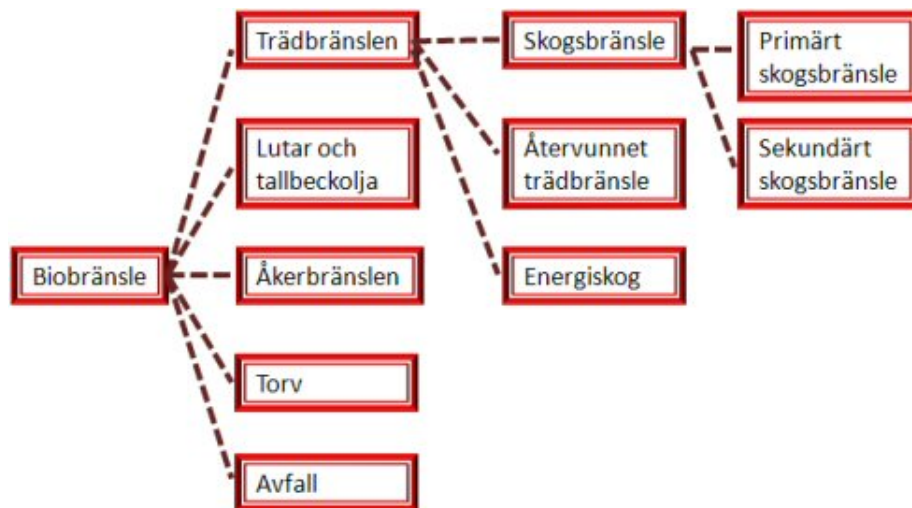 Trädbränslen
Skogsbränsle
Primärt
skogsbränsle
Lutar och
tallbeckolja
Återvunnet
trädbränsle
Sekundärt
skogsbränsle
Biobränsle
Åkerbränslen
Energiskog
Torv
Avfall